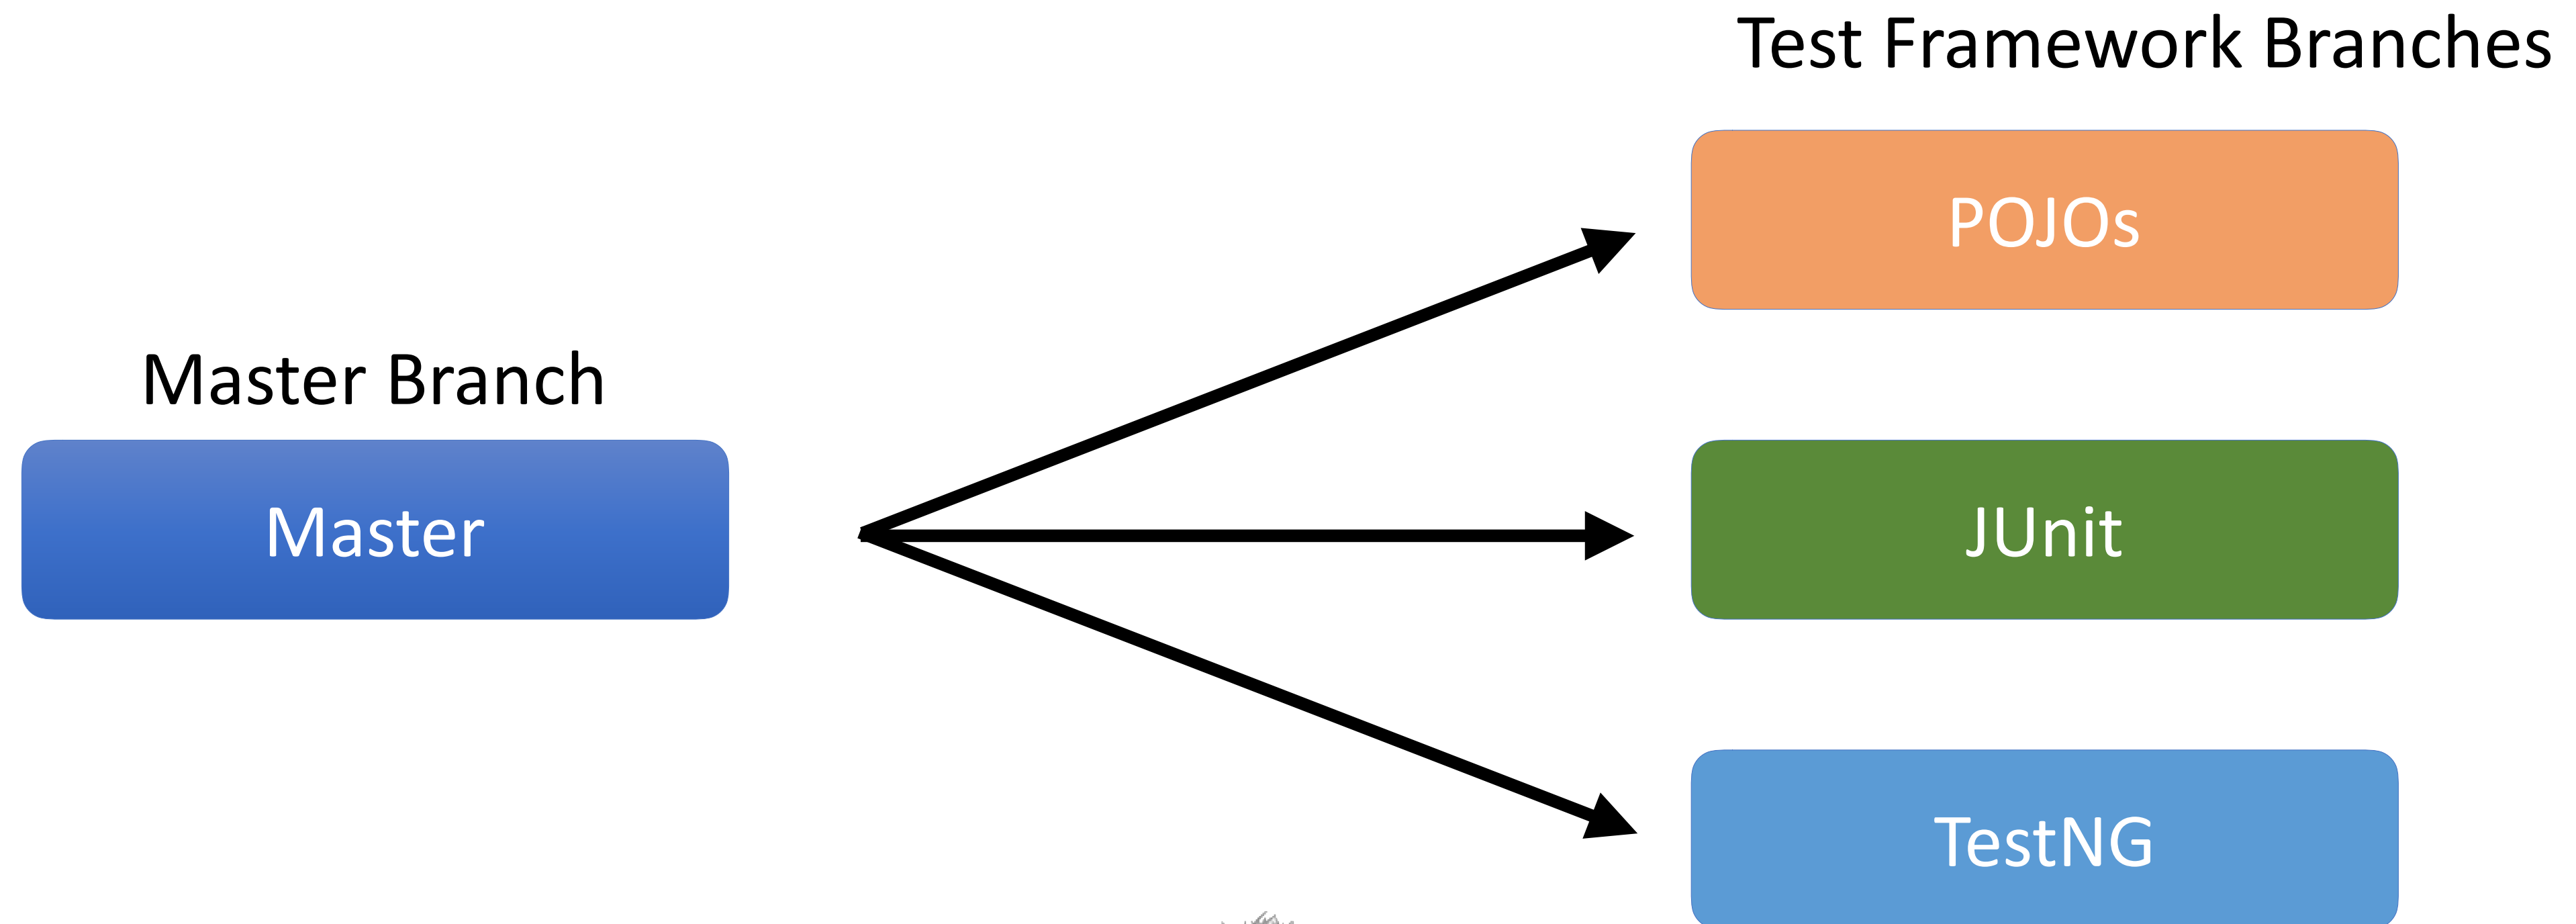 Test Framework Branches
POJOs
Master Branch
Master
JUnit
TestNG